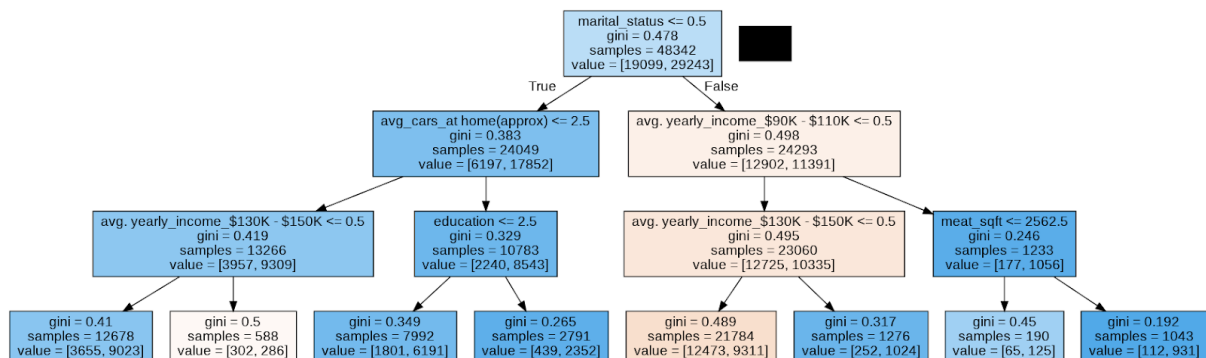 marital_status <= 0.5
gini = 0.478
samples = 48342
value = [19099, 29243]
True
False
avg_cars_at home(approx) <= 2.5
gini = 0.383
samples = 24049
value = [6197, 17852]
avg. yearly_income_$90K - $110K <= 0.5
gini = 0.498
samples = 24293
value = [12902, 11391]
avg. yearly_income_$130K - $150K <= 0.5
gini = 0.419
samples = 13266
value = [3957, 9309]
education <= 2.5
gini = 0.329
samples = 10783
value = [2240, 8543]
avg. yearly_income_$130K - $150K <= 0.5
gini = 0.495
samples = 23060
value = [12725, 10335]
meat_sqft <= 2562.5
gini = 0.246
samples = 1233
value = [177, 1056]
gini = 0.41
samples = 12678
value = [3655, 9023]
gini = 0.5
samples = 588
value = [302, 286]
gini = 0.349
samples = 7992
value = [1801, 6191]
gini = 0.265
samples = 2791
value = [439, 2352]
gini = 0.489
samples = 21784
value = [12473, 9311]
gini = 0.317
samples = 1276
value = [252, 1024]
gini = 0.45
samples = 190
value = [65, 125]
gini = 0.192
samples = 1043
value = [112, 931]